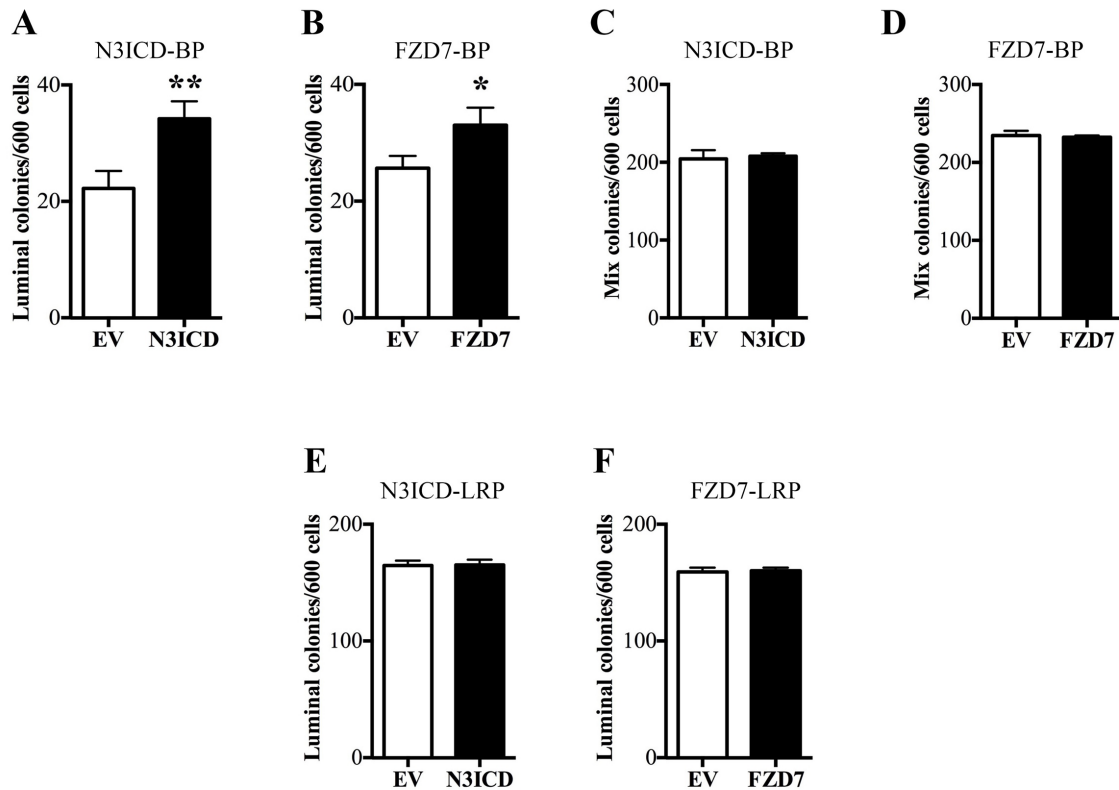 A
N3ICD-BP
**
Luminal colonies/600 cells
40
20
0
EV N3ICD
B
FZD7-BP
*
Luminal colonies/600 cells
40
20
0
EV FZD7
C
N3ICD-BP
Mix colonies/600 cells
300
200
100
0
EV N3ICD
D
FZD7-BP
Mix colonies/600 cells
300
200
100
0
EV FZD7
E
N3ICD-LRP
Luminal colonies/600 cells
200
100
0
EV N3ICD
F
FZD7-LRP
Luminal colonies/600 cells
200
100
0
EV FZD7